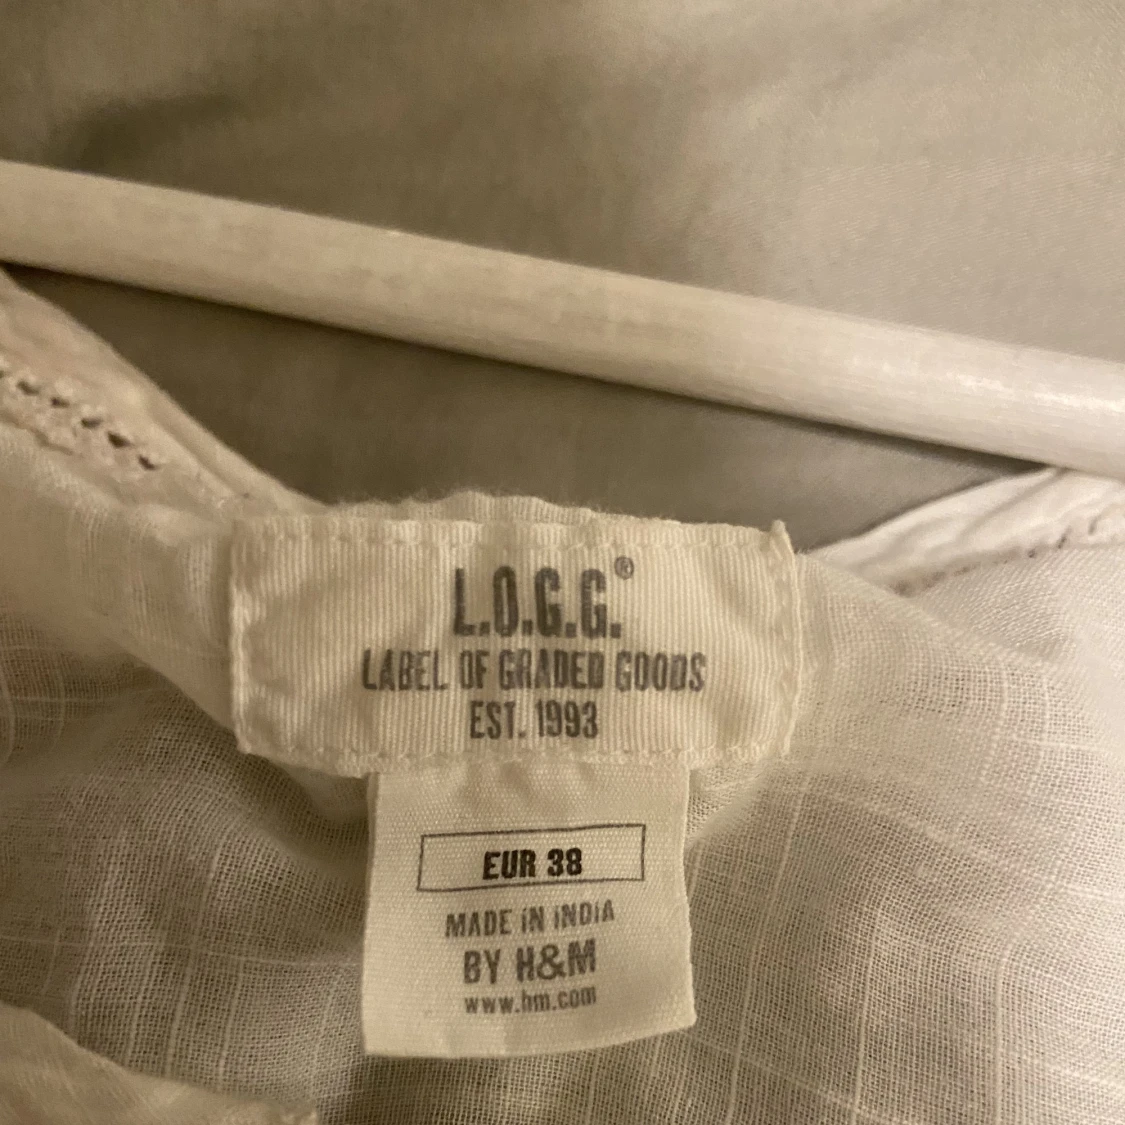 L.O.G.G.®
LABEL OF GRADED GOODS
EST. 1993
EUR 38
MADE IN INDIA
BY H&M
www.hm.com